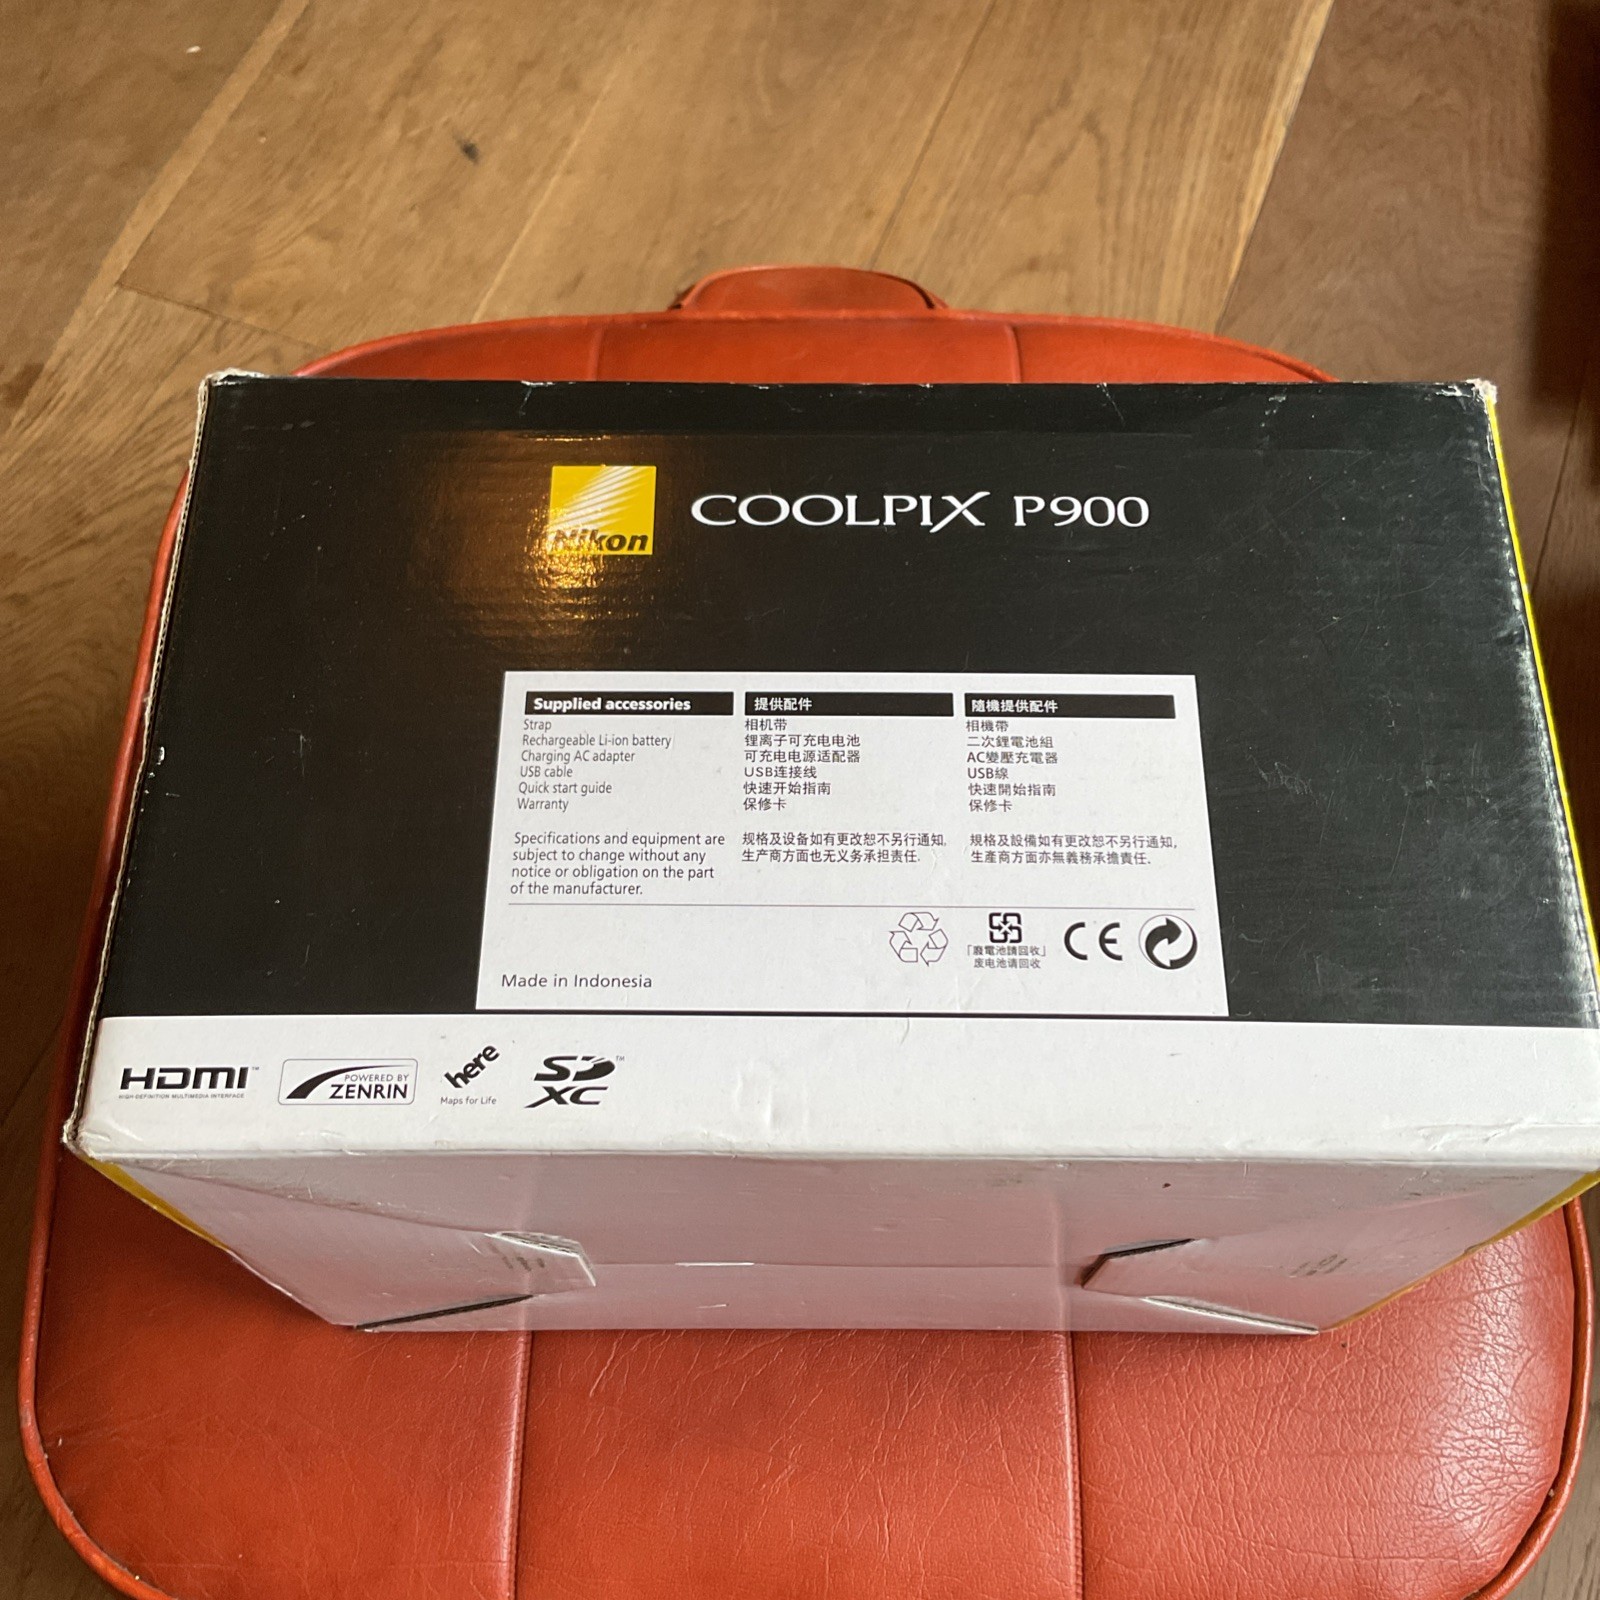 Nikon
COOLPIX P900
Supplied accessories
Strap
Rechargeable Li-ion battery
Charging AC adapter
USB cable
Quick start guide
Warranty
Specifications and equipment are
subject to change without any
notice or obligation on the part
of the manufacturer.
提供配件
相机带
锂离子可充电电池
可充电电源适配器
USB连接线
快速开始指南
保修卡
规格及设备如有更改恕不另行通知,
生产商方面也无义务承担责任.
隨機提供配件
相機帶
二次鋰電池組
AC變壓充電器
USB線
快速開始指南
保修卡
規格及設備如有更改恕不另行通知,
生產商方面亦無義務承擔責任.
「廢電池請回收」
废电池请回收
CE
Made in Indonesia
HDMI™
HIGH-DEFINITION MULTIMEDIA INTERFACE
POWERED BY
ZENRIN
here
Maps for Life
SD™
XC